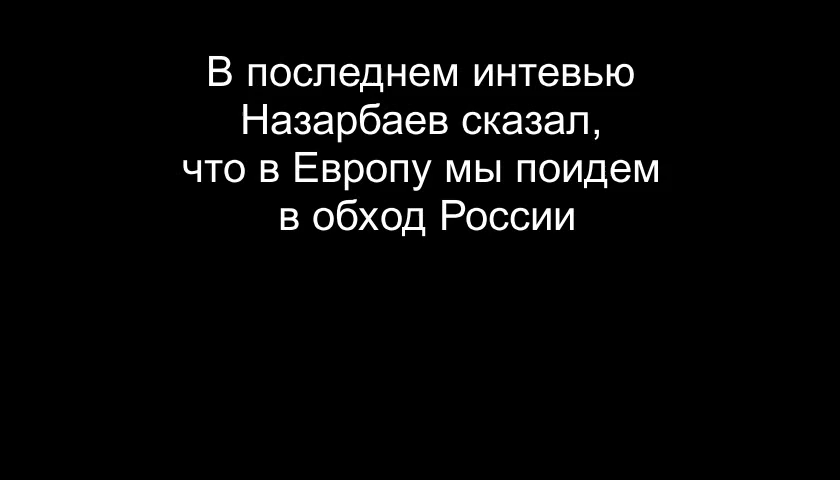 В последнем интевью
Назарбаев сказал,
что в Европу мы поидем
в обход России